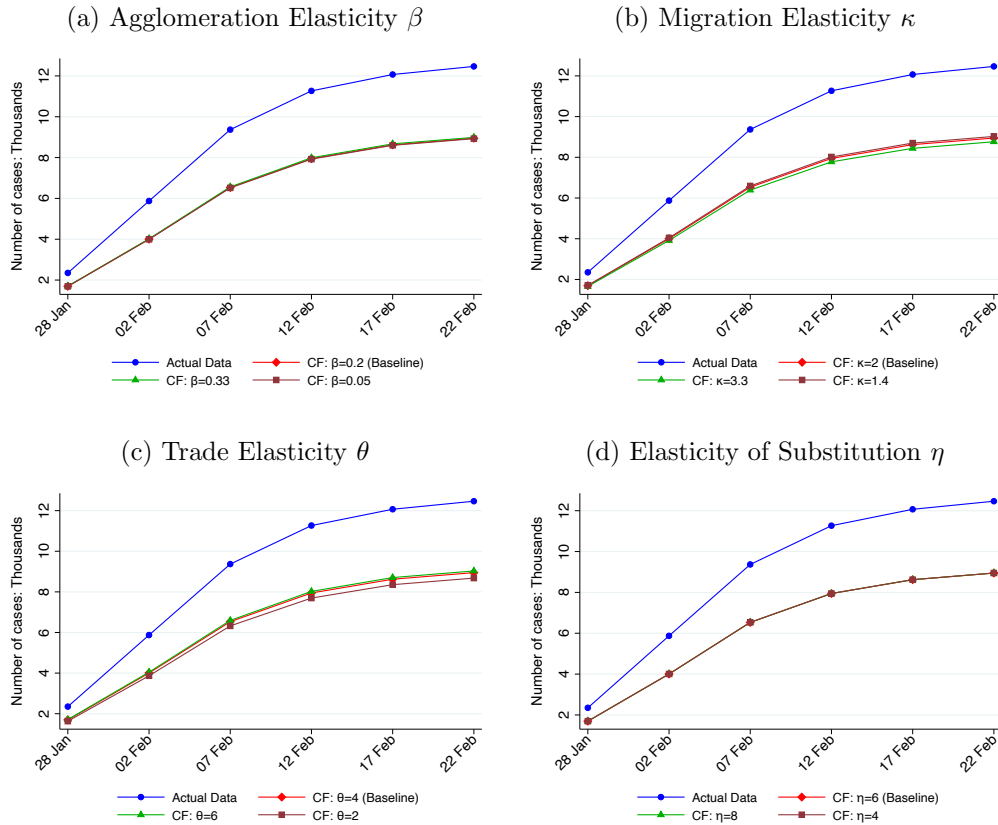 (a) Agglomeration Elasticity β
Number of cases: Thousands
12
10
8
6
4
2
28 Jan
02 Feb
07 Feb
12 Feb
17 Feb
22 Feb
Actual Data
CF: β=0.2 (Baseline)
CF: β=0.33
CF: β=0.05
(b) Migration Elasticity κ
Number of cases: Thousands
12
10
8
6
4
2
28 Jan
02 Feb
07 Feb
12 Feb
17 Feb
22 Feb
Actual Data
CF: κ=2 (Baseline)
CF: κ=3.3
CF: κ=1.4
(c) Trade Elasticity θ
Number of cases: Thousands
12
10
8
6
4
2
28 Jan
02 Feb
07 Feb
12 Feb
17 Feb
22 Feb
Actual Data
CF: θ=4 (Baseline)
CF: θ=6
CF: θ=2
(d) Elasticity of Substitution η
Number of cases: Thousands
12
10
8
6
4
2
28 Jan
02 Feb
07 Feb
12 Feb
17 Feb
22 Feb
Actual Data
CF: η=6 (Baseline)
CF: η=8
CF: η=4